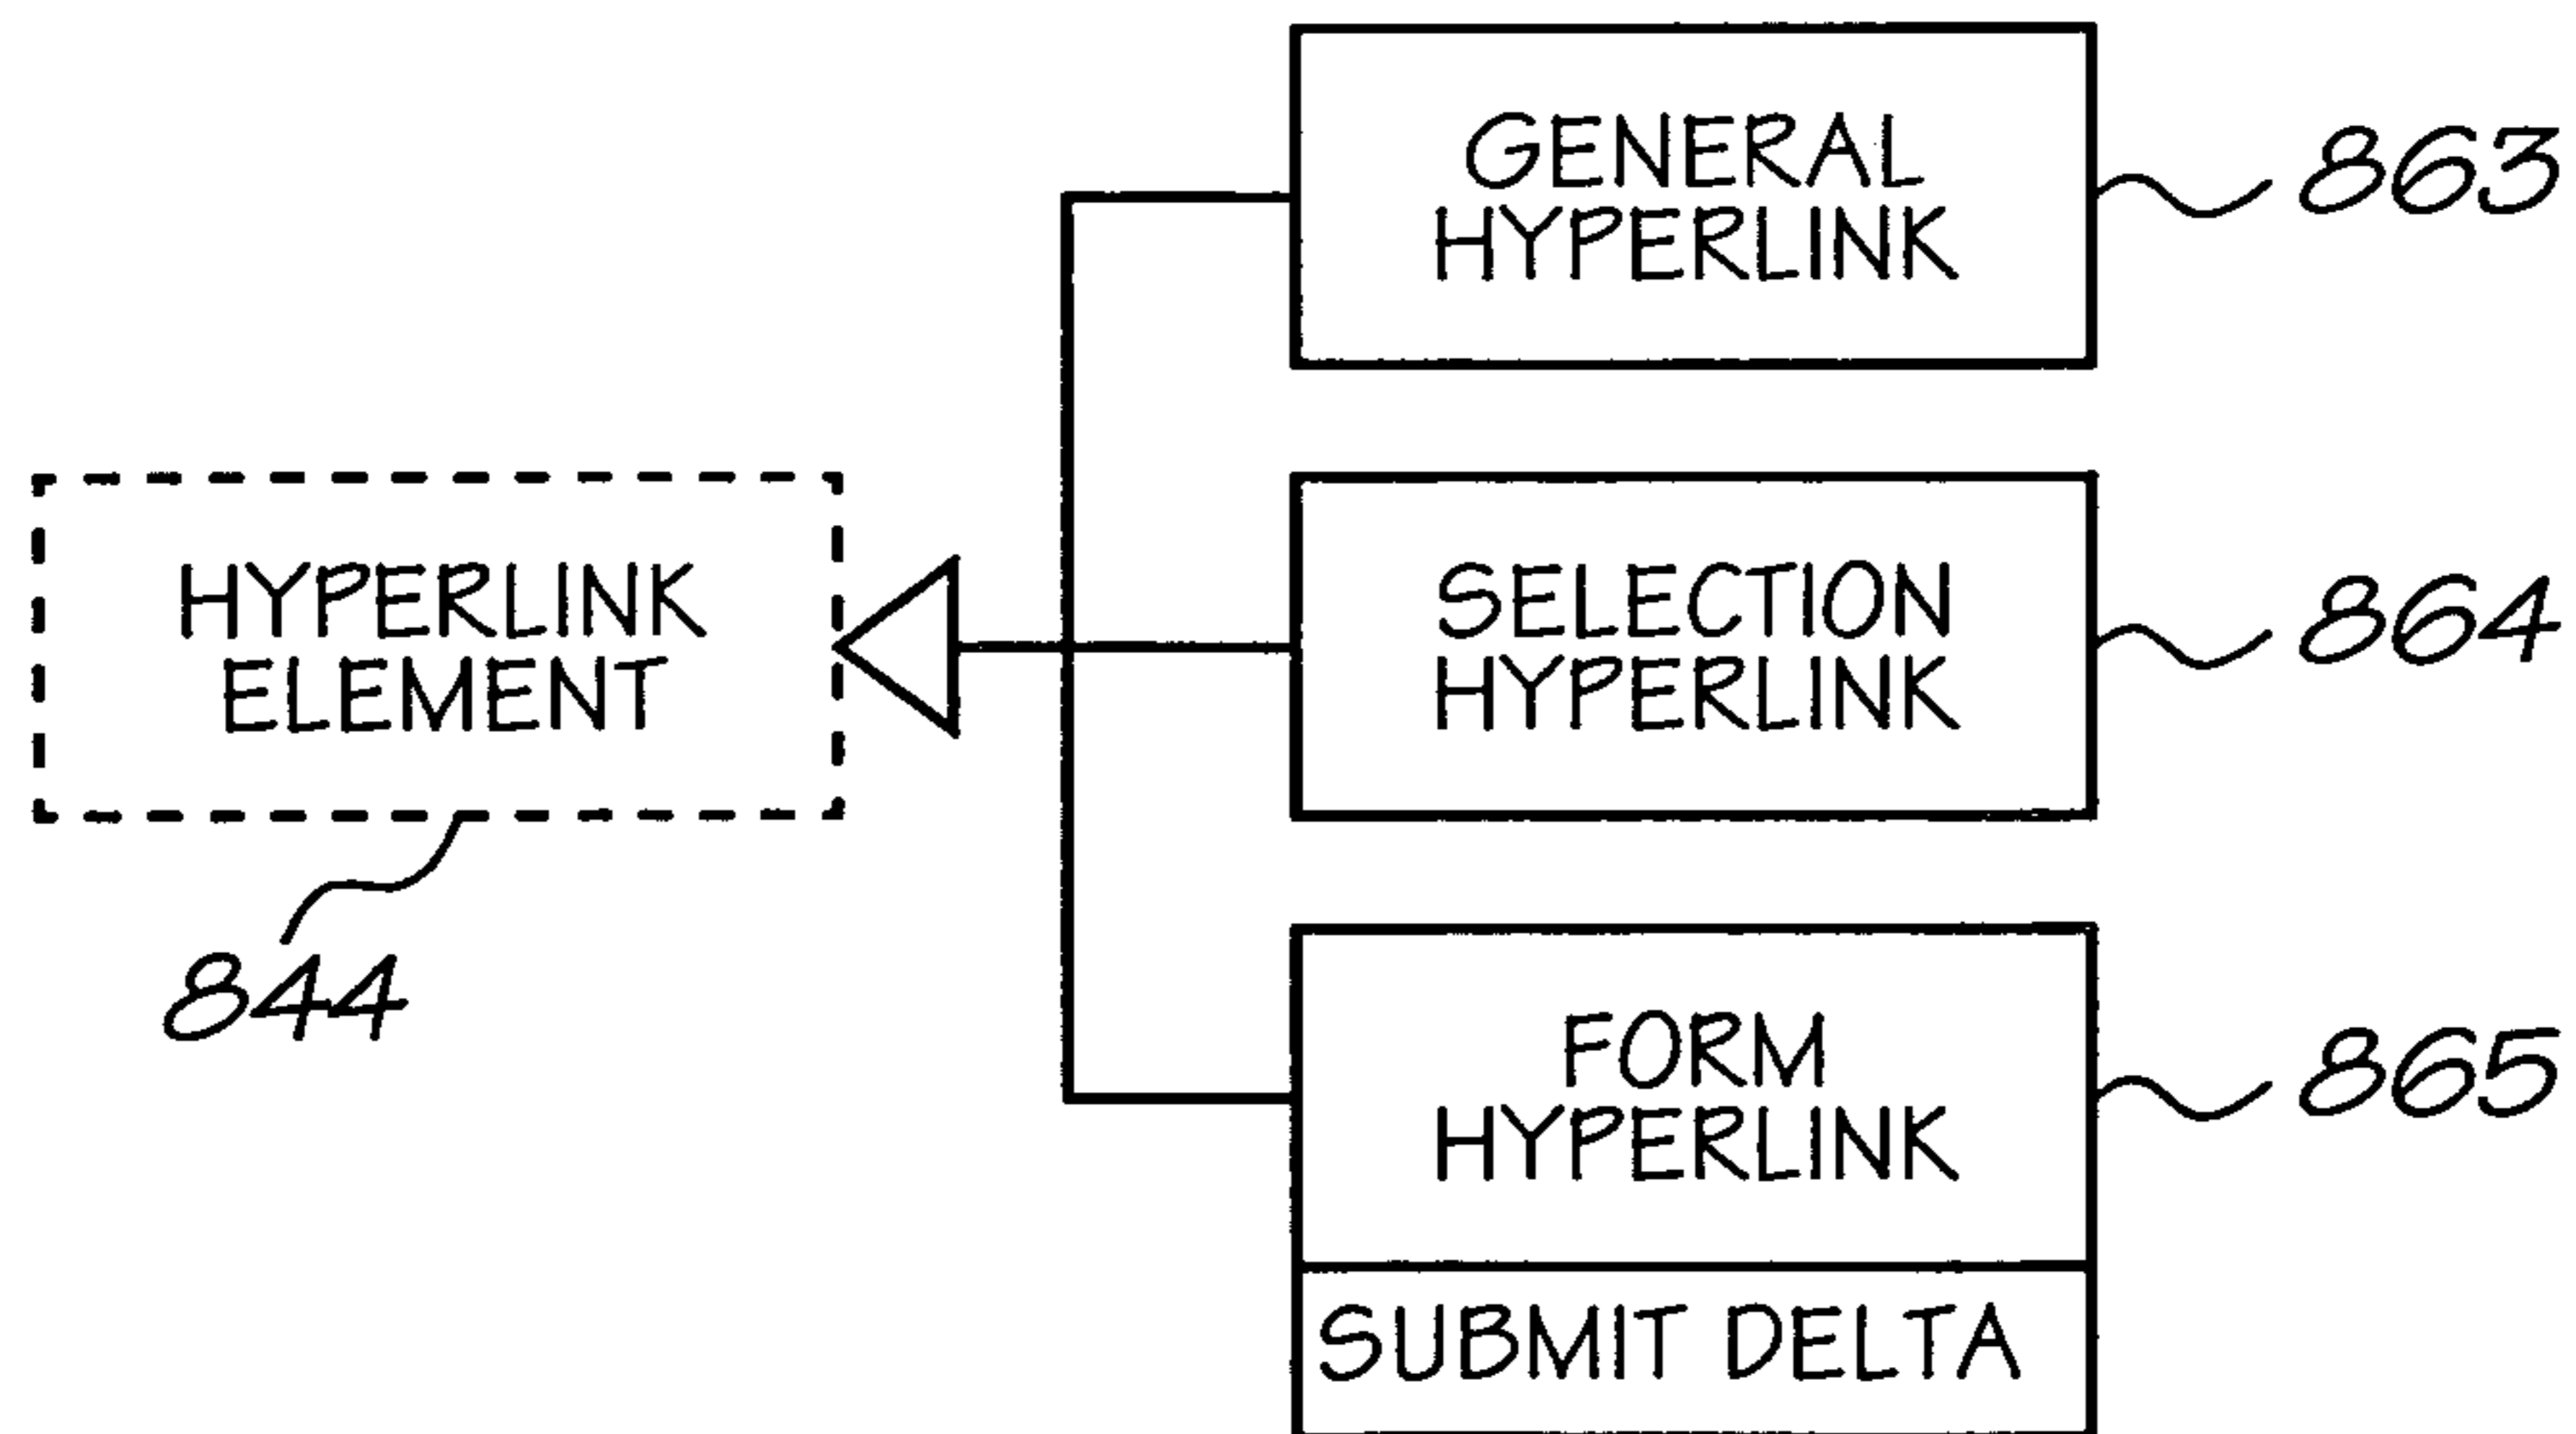 GENERAL
HYPERLINK
863
HYPERLINK
ELEMENT
844
SELECTION
HYPERLINK
864
FORM
HYPERLINK
865
SUBMIT DELTA